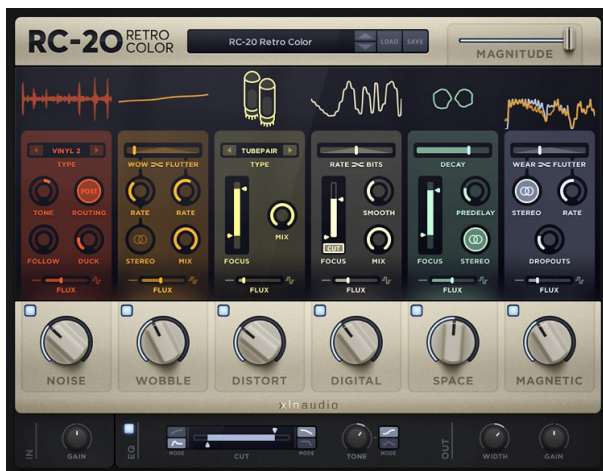 RC-20 RETRO COLOR
RC-20 Retro Color
LOAD SAVE
MAGNITUDE
VINYL 2
TYPE
TONE
POST
ROUTING
FOLLOW
DUCK
FLUX
WOW FLUTTER
RATE
RATE
STEREO
MIX
FLUX
TUBEPAIR
TYPE
FOCUS
MIX
FLUX
RATE BITS
SMOOTH
CUT
FOCUS
MIX
FLUX
DECAY
PREDELAY
FOCUS
STEREO
FLUX
WEAR FLUTTER
STEREO
RATE
DROPOUTS
FLUX
NOISE
WOBBLE
DISTORT
DIGITAL
SPACE
MAGNETIC
xlnaudio
IN
GAIN
EQ
MODE
CUT
MODE
TONE
MODE
OUT
WIDTH
GAIN